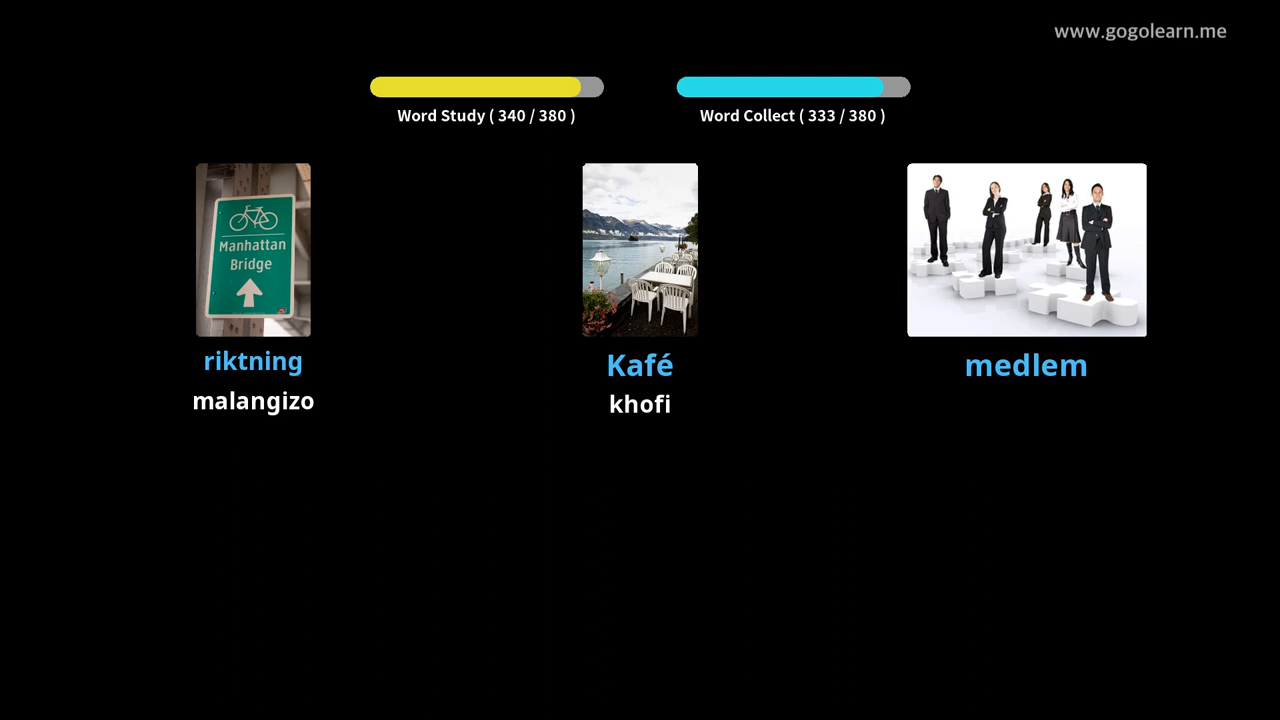 www.gogolearn.me
Word Study ( 340 / 380 )
Word Collect ( 333 / 380 )
Manhattan
Bridge
riktning
malangizo
Kafé
khofi
medlem